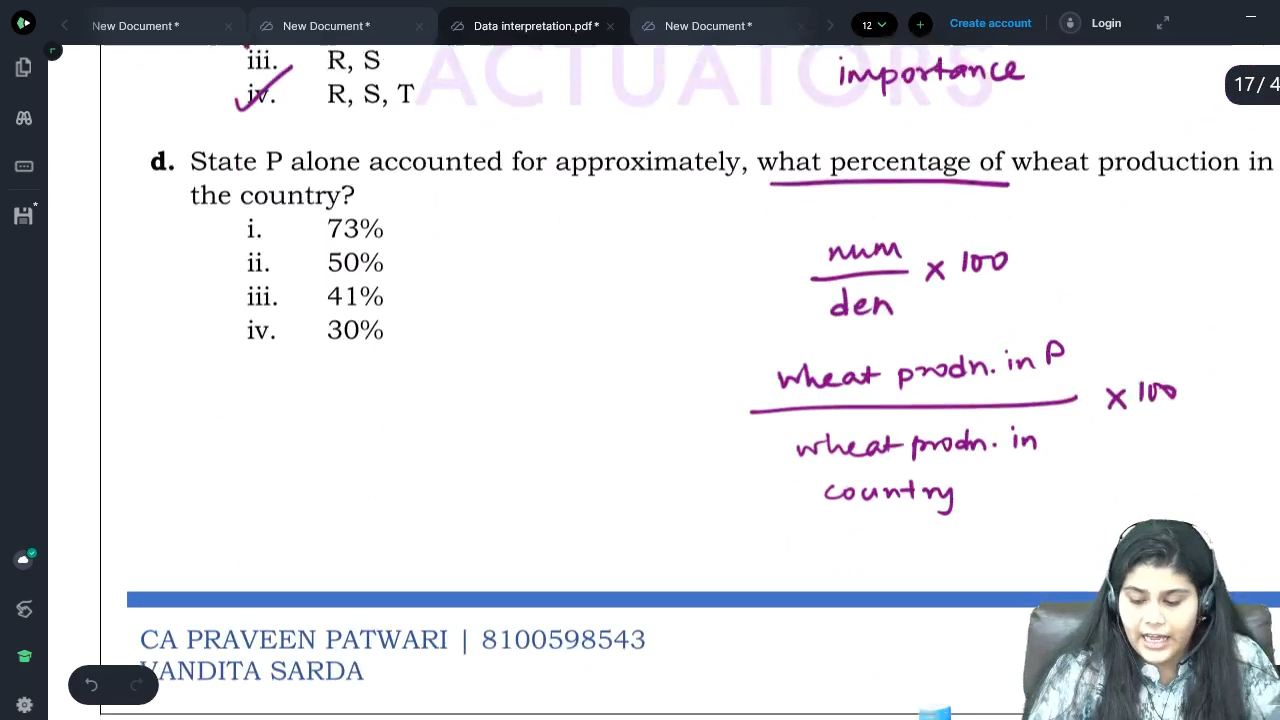 New Document*
New Document*
Data interpretation.pdf*
New Document*
12
Create account
Login
iii. R, S
iv. R, S, T
ACTUATORS
importance
17/4
d. State P alone accounted for approximately, what percentage of wheat production in
the country?
i. 73%
ii. 50%
iii. 41%
iv. 30%
num
den
× 100
wheat prodn. in P
wheat prodn. in
country
× 100
CA PRAVEEN PATWARI | 8100598543
VANDITA SARDA